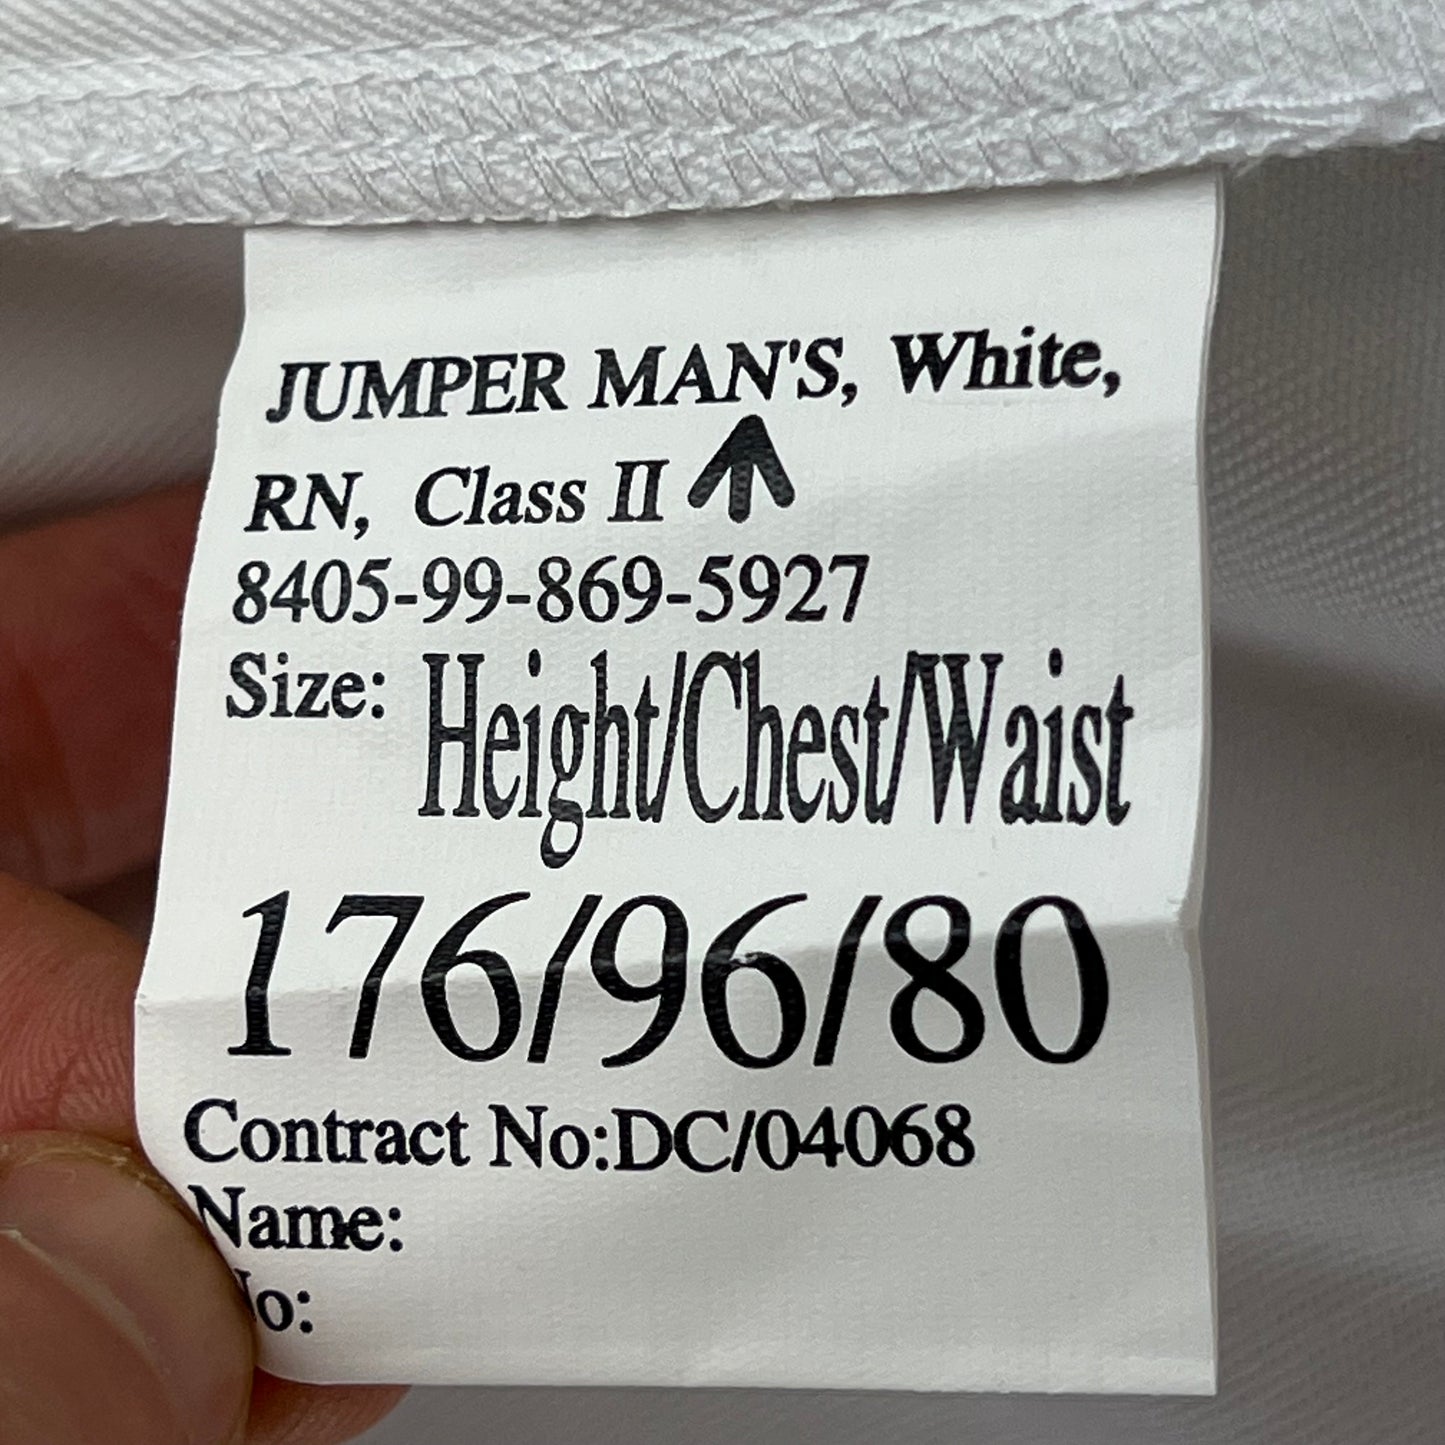 JUMPER MAN'S, White,
RN, Class II
8405-99-869-5927
Size: Height/Chest/Waist
176/96/80
Contract No:DC/04068
Name: